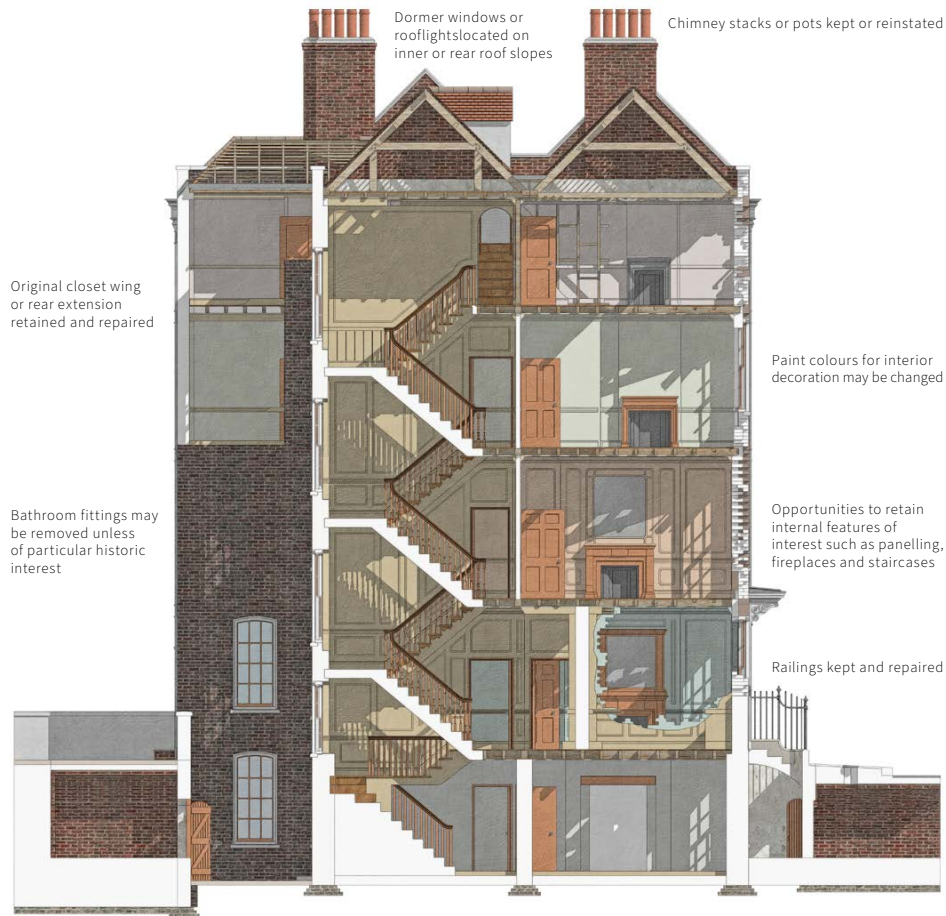 Dormer windows or
rooflightslocated on
inner or rear roof slopes
Chimney stacks or pots kept or reinstated
Original closet wing
or rear extension
retained and repaired
Paint colours for interior
decoration may be changed
Bathroom fittings may
be removed unless
of particular historic
interest
Opportunities to retain
internal features of
interest such as panelling,
fireplaces and staircases
Railings kept and repaired